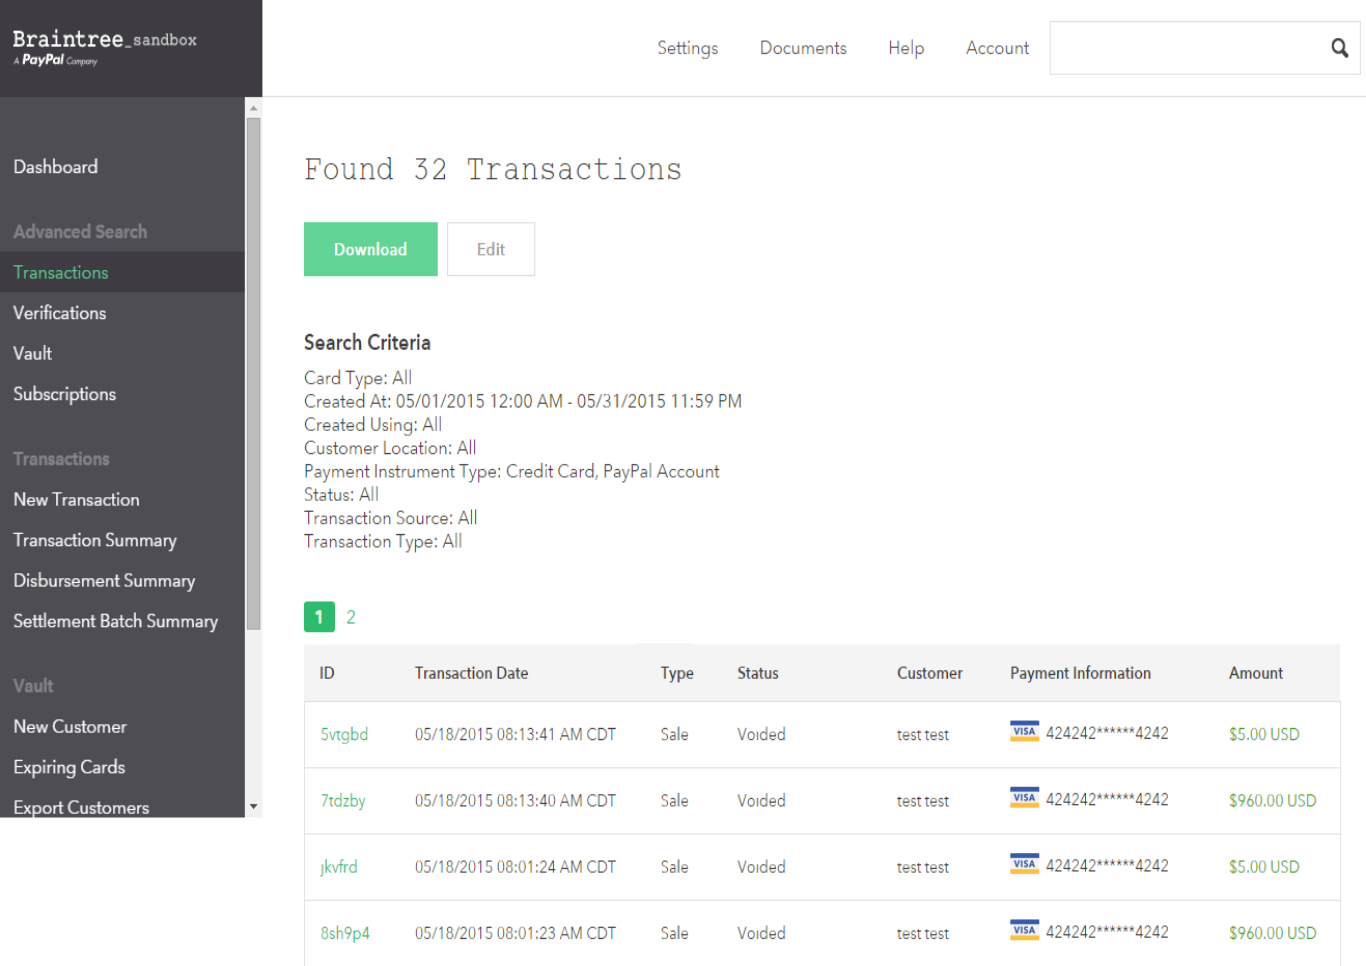 Braintree_sandbox
A PayPal Company
Settings Documents Help Account
Dashboard
Advanced Search
Transactions
Verifications
Vault
Subscriptions
Transactions
New Transaction
Transaction Summary
Disbursement Summary
Settlement Batch Summary
Vault
New Customer
Expiring Cards
Export Customers
Found 32 Transactions
Download Edit
Search Criteria
Card Type: All
Created At: 05/01/2015 12:00 AM - 05/31/2015 11:59 PM
Created Using: All
Customer Location: All
Payment Instrument Type: Credit Card, PayPal Account
Status: All
Transaction Source: All
Transaction Type: All
1 2
ID Transaction Date Type Status Customer Payment Information Amount
5vtgbd 05/18/2015 08:13:41 AM CDT Sale Voided test test VISA 424242******4242 $5.00 USD
7tdzby 05/18/2015 08:13:40 AM CDT Sale Voided test test VISA 424242******4242 $960.00 USD
jkvfrd 05/18/2015 08:01:24 AM CDT Sale Voided test test VISA 424242******4242 $5.00 USD
8sh9p4 05/18/2015 08:01:23 AM CDT Sale Voided test test VISA 424242******4242 $960.00 USD